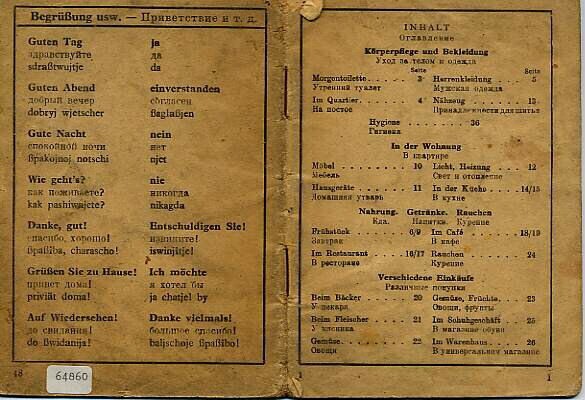 Begrüßung usw. — Приветствие и т. д.
Guten Tag ja
здравствуйте да
sdraßtwujtje da
Guten Abend einverstanden
добрый вечер согласен
dobryj wjetscher ßaglaßjen
Gute Nacht nein
спокойной ночи нет
ßpakojnoj notschi njet
Wie geht's? nie
как поживаете? никогда
kak pashiwajete? nikagda
Danke, gut! Entschuldigen Sie!
спасибо, хорошо! извините!
ßpaßiba, charascho! iswinjitje!
Grüßen Sie zu Hause! Ich möchte
привет дома! я хотел бы
priviät doma! ja chatjel by
Auf Wiedersehen! Danke vielmals!
до свидания! большое спасибо!
do ßwidanija! baljschoje ßpaßibo!
48
64860
INHALT
Оглавление
Körperpflege und Bekleidung
Уход за телом и одежда
Seite Seite
Morgentoilette 3 Herrenkleidung 5
Утренний туалет Мужская одежда
Im Quartier 4 Nähzeug 13
На постое Принадлежности для шитья
Hygiene 36
Гигиена
In der Wohnung
В квартире
Möbel 10 Licht, Heizung 12
Мебель Свет и отопление
Hausgeräte 11 In der Küche 14/15
Домашняя утварь В кухне
Nahrung. Getränke. Rauchen
Еда. Напитки. Курение
Frühstück 6/9 Im Café 18/19
Завтрак В кафе
Im Restaurant 16/17 Rauchen 24
В ресторане Курение
Verschiedene Einkäufe
Различные покупки
Beim Bäcker 20 Gemüse, Früchte 23
У пекаря Овощи, фрукты
Beim Fleischer 21 Im Schuhgeschäft 25
У мясника В магазине обуви
Gemüse 22 Im Warenhaus 26
Овощи В универсальном магазине
1 1